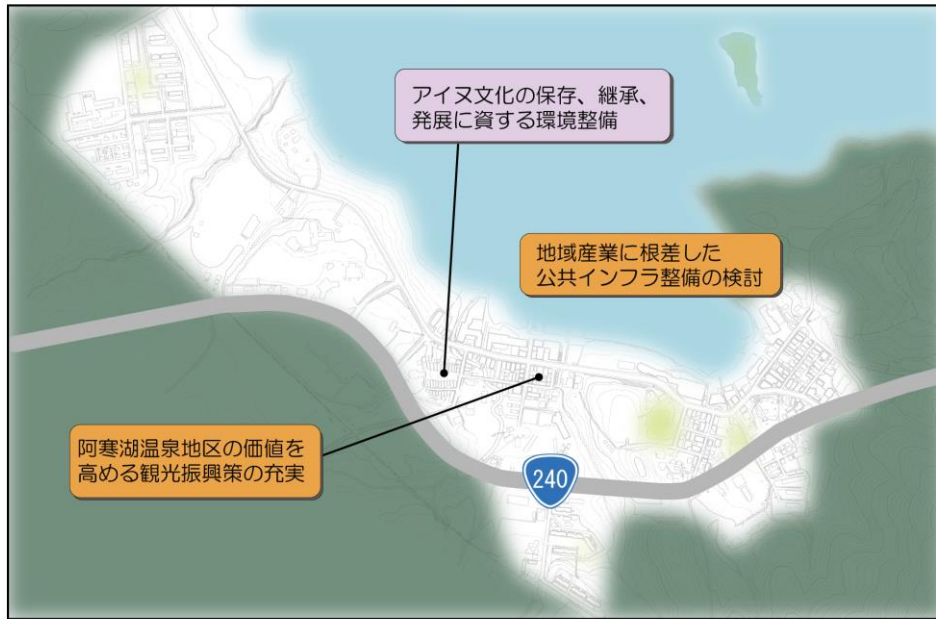 アイヌ文化の保存、継承、
発展に資する環境整備
地域産業に根差した
公共インフラ整備の検討
阿寒湖温泉地区の価値を
高める観光振興策の充実
240